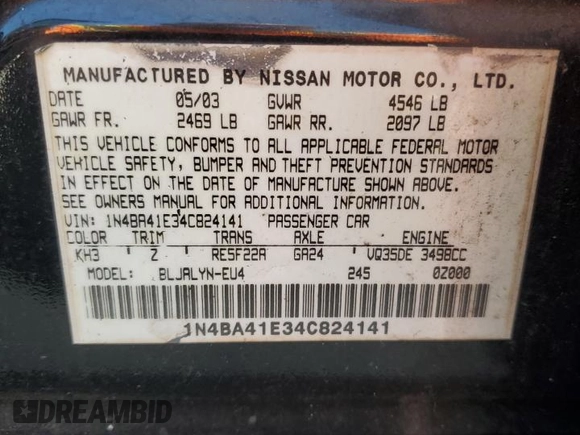 MANUFACTURED BY NISSAN MOTOR CO., LTD.
DATE 05/03 GVWR 4546 LB
GAWR FR. 2469 LB GAWR RR. 2097 LB
THIS VEHICLE CONFORMS TO ALL APPLICABLE FEDERAL MOTOR
VEHICLE SAFETY, BUMPER AND THEFT PREVENTION STANDARDS
IN EFFECT ON THE DATE OF MANUFACTURE SHOWN ABOVE.
SEE OWNERS MANUAL FOR ADDITIONAL INFORMATION.
VIN: 1N4BA41E34C824141 PASSENGER CAR
COLOR TRIM TRANS AXLE ENGINE
KH3 Z RE5F22A GA24 VQ35DE 3498CC
MODEL: BLJALYN-EU4 245 0Z000
1N4BA41E34C824141
DREAMBID